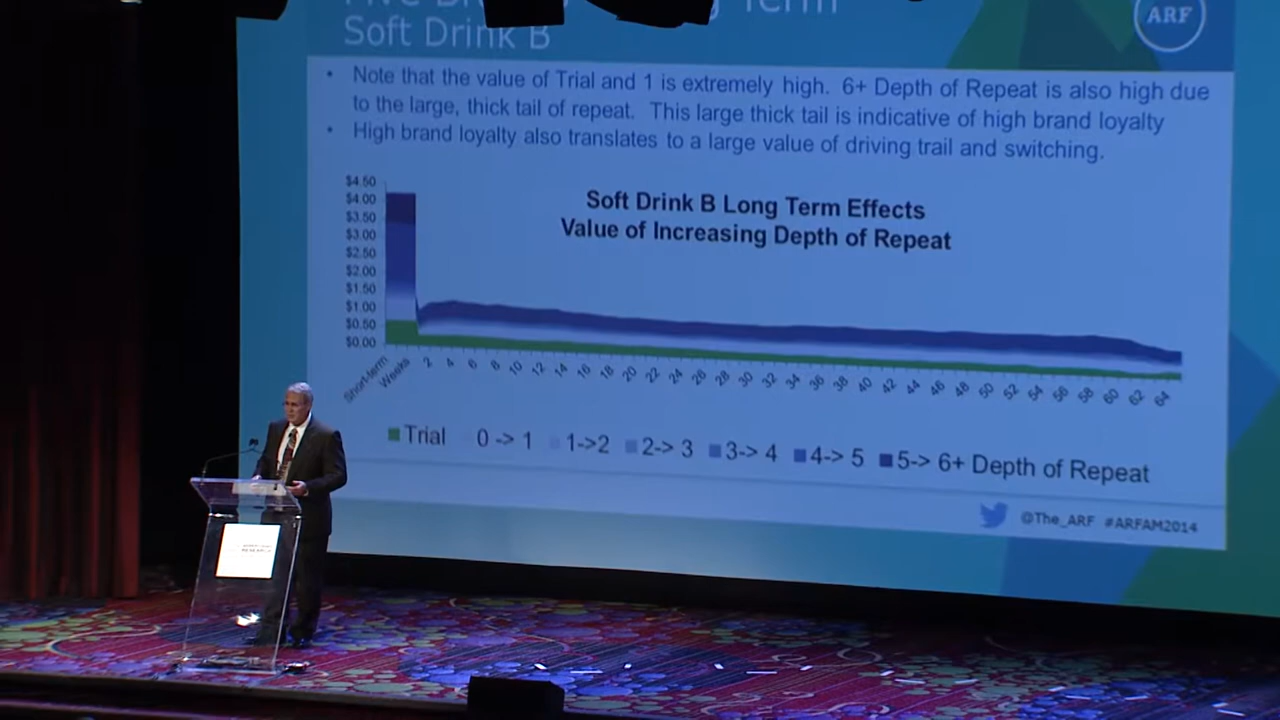 Term
Soft Drink B
ARF
• Note that the value of Trial and 1 is extremely high. 6+ Depth of Repeat is also high due
to the large, thick tail of repeat. This large thick tail is indicative of high brand loyalty
• High brand loyalty also translates to a large value of driving trail and switching.
Soft Drink B Long Term Effects
Value of Increasing Depth of Repeat
$4.50
$4.00
$3.50
$3.00
$2.50
$2.00
$1.50
$1.00
$0.50
$0.00
Short-term
Weeks 2 4 6 8 10 12 14 16 18 20 22 24 26 28 30 32 34 36 38 40 42 44 46 48 50 52 54 56 58 60 62 64
Trial 0 -> 1 1->2 2-> 3 3-> 4 4-> 5 5-> 6+ Depth of Repeat
@The_ARF #ARFAM2014